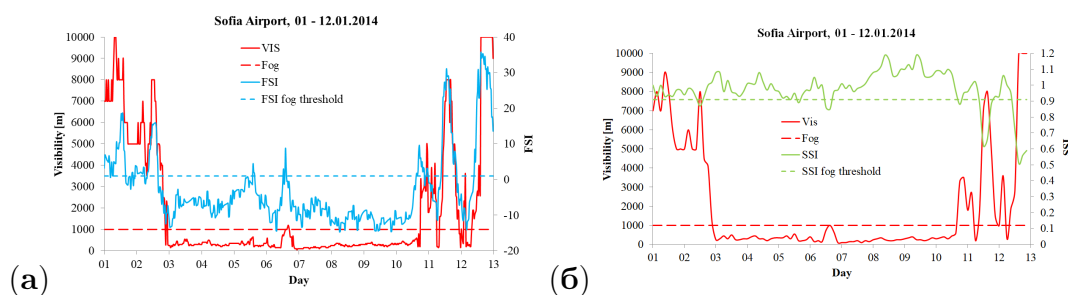 Sofia Airport, 01 - 12.01.2014
10000
9000
8000
7000
6000
5000
4000
3000
2000
1000
0
Visibility [m]
VIS
Fog
FSI
FSI fog threshold
40
30
20
10
0
-10
-20
FSI
01 02 03 04 05 06 07 08 09 10 11 12 13
Day
(а)
Sofia Airport, 01 - 12.01.2014
10000
9000
8000
7000
6000
5000
4000
3000
2000
1000
0
Visibility [m]
Vis
Fog
SSI
SSI fog threshold
1.2
1.1
1
0.9
0.8
0.7
0.6
0.5
0.4
0.3
0.2
0.1
0
SSI
01 02 03 04 05 06 07 08 09 10 11 12 13
Day
(б)